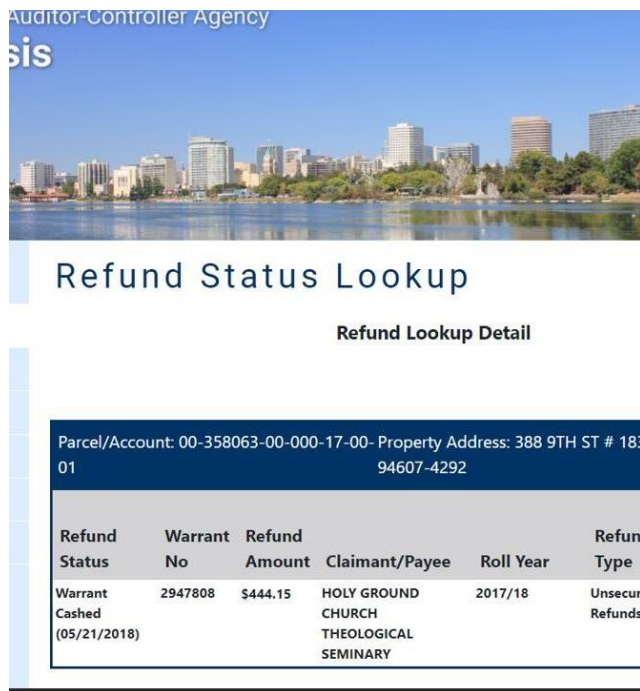 Auditor-Controller Agency
sis
Refund Status Lookup
Refund Lookup Detail
Parcel/Account: 00-358063-00-000-17-00- Property Address: 388 9TH ST # 183
01 94607-4292
Refund Warrant Refund Refun
Status No Amount Claimant/Payee Roll Year Type
Warrant 2947808 $444.15 HOLY GROUND 2017/18 Unsecur
Cashed CHURCH Refunds
(05/21/2018) THEOLOGICAL
SEMINARY